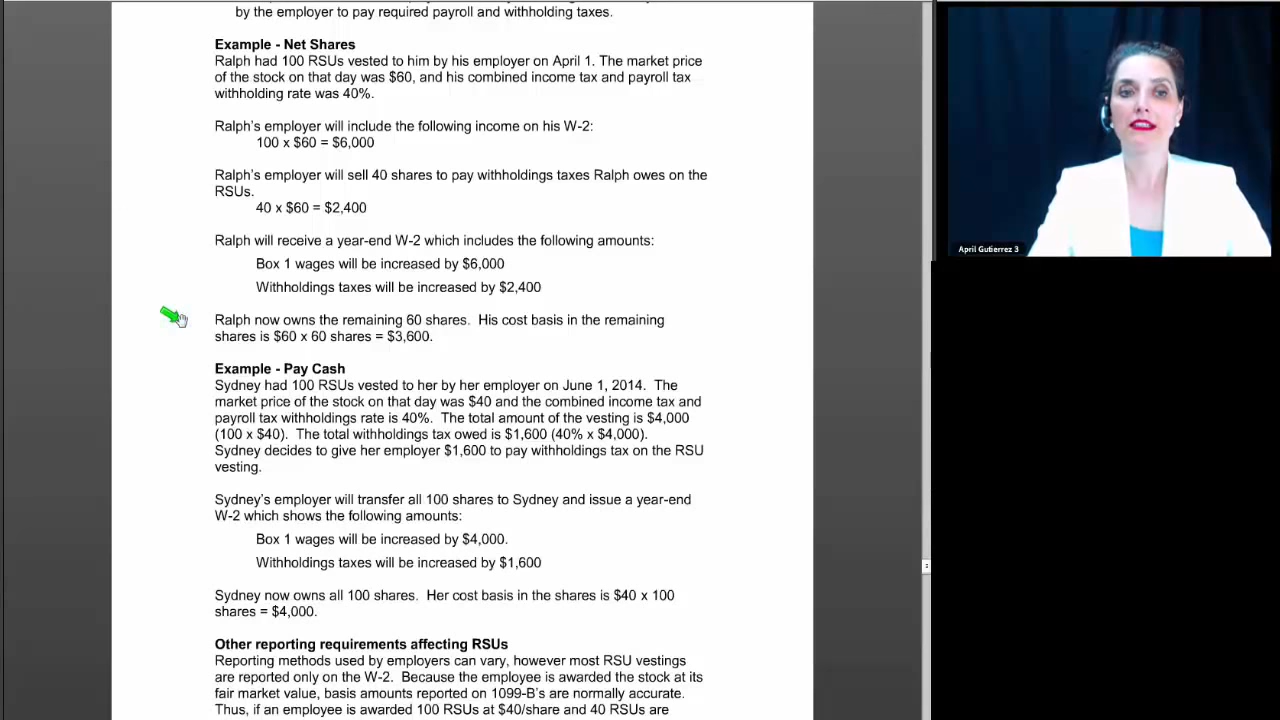 by the employer to pay required payroll and withholding taxes.
Example - Net Shares
Ralph had 100 RSUs vested to him by his employer on April 1. The market price
of the stock on that day was $60, and his combined income tax and payroll tax
withholding rate was 40%.
Ralph's employer will include the following income on his W-2:
100 x $60 = $6,000
Ralph's employer will sell 40 shares to pay withholdings taxes Ralph owes on the
RSUs.
40 x $60 = $2,400
Ralph will receive a year-end W-2 which includes the following amounts:
Box 1 wages will be increased by $6,000
Withholdings taxes will be increased by $2,400
Ralph now owns the remaining 60 shares.  His cost basis in the remaining
shares is $60 x 60 shares = $3,600.
Example - Pay Cash
Sydney had 100 RSUs vested to her by her employer on June 1, 2014.  The
market price of the stock on that day was $40 and the combined income tax and
payroll tax withholdings rate is 40%.  The total amount of the vesting is $4,000
(100 x $40).  The total withholdings tax owed is $1,600 (40% x $4,000).
Sydney decides to give her employer $1,600 to pay withholdings tax on the RSU
vesting.
Sydney's employer will transfer all 100 shares to Sydney and issue a year-end
W-2 which shows the following amounts:
Box 1 wages will be increased by $4,000.
Withholdings taxes will be increased by $1,600
Sydney now owns all 100 shares.  Her cost basis in the shares is $40 x 100
shares = $4,000.
Other reporting requirements affecting RSUs
Reporting methods used by employers can vary, however most RSU vestings
are reported only on the W-2.  Because the employee is awarded the stock at its
fair market value, basis amounts reported on 1099-B's are normally accurate.
Thus, if an employee is awarded 100 RSUs at $40/share and 40 RSUs are
April Gutierrez 3